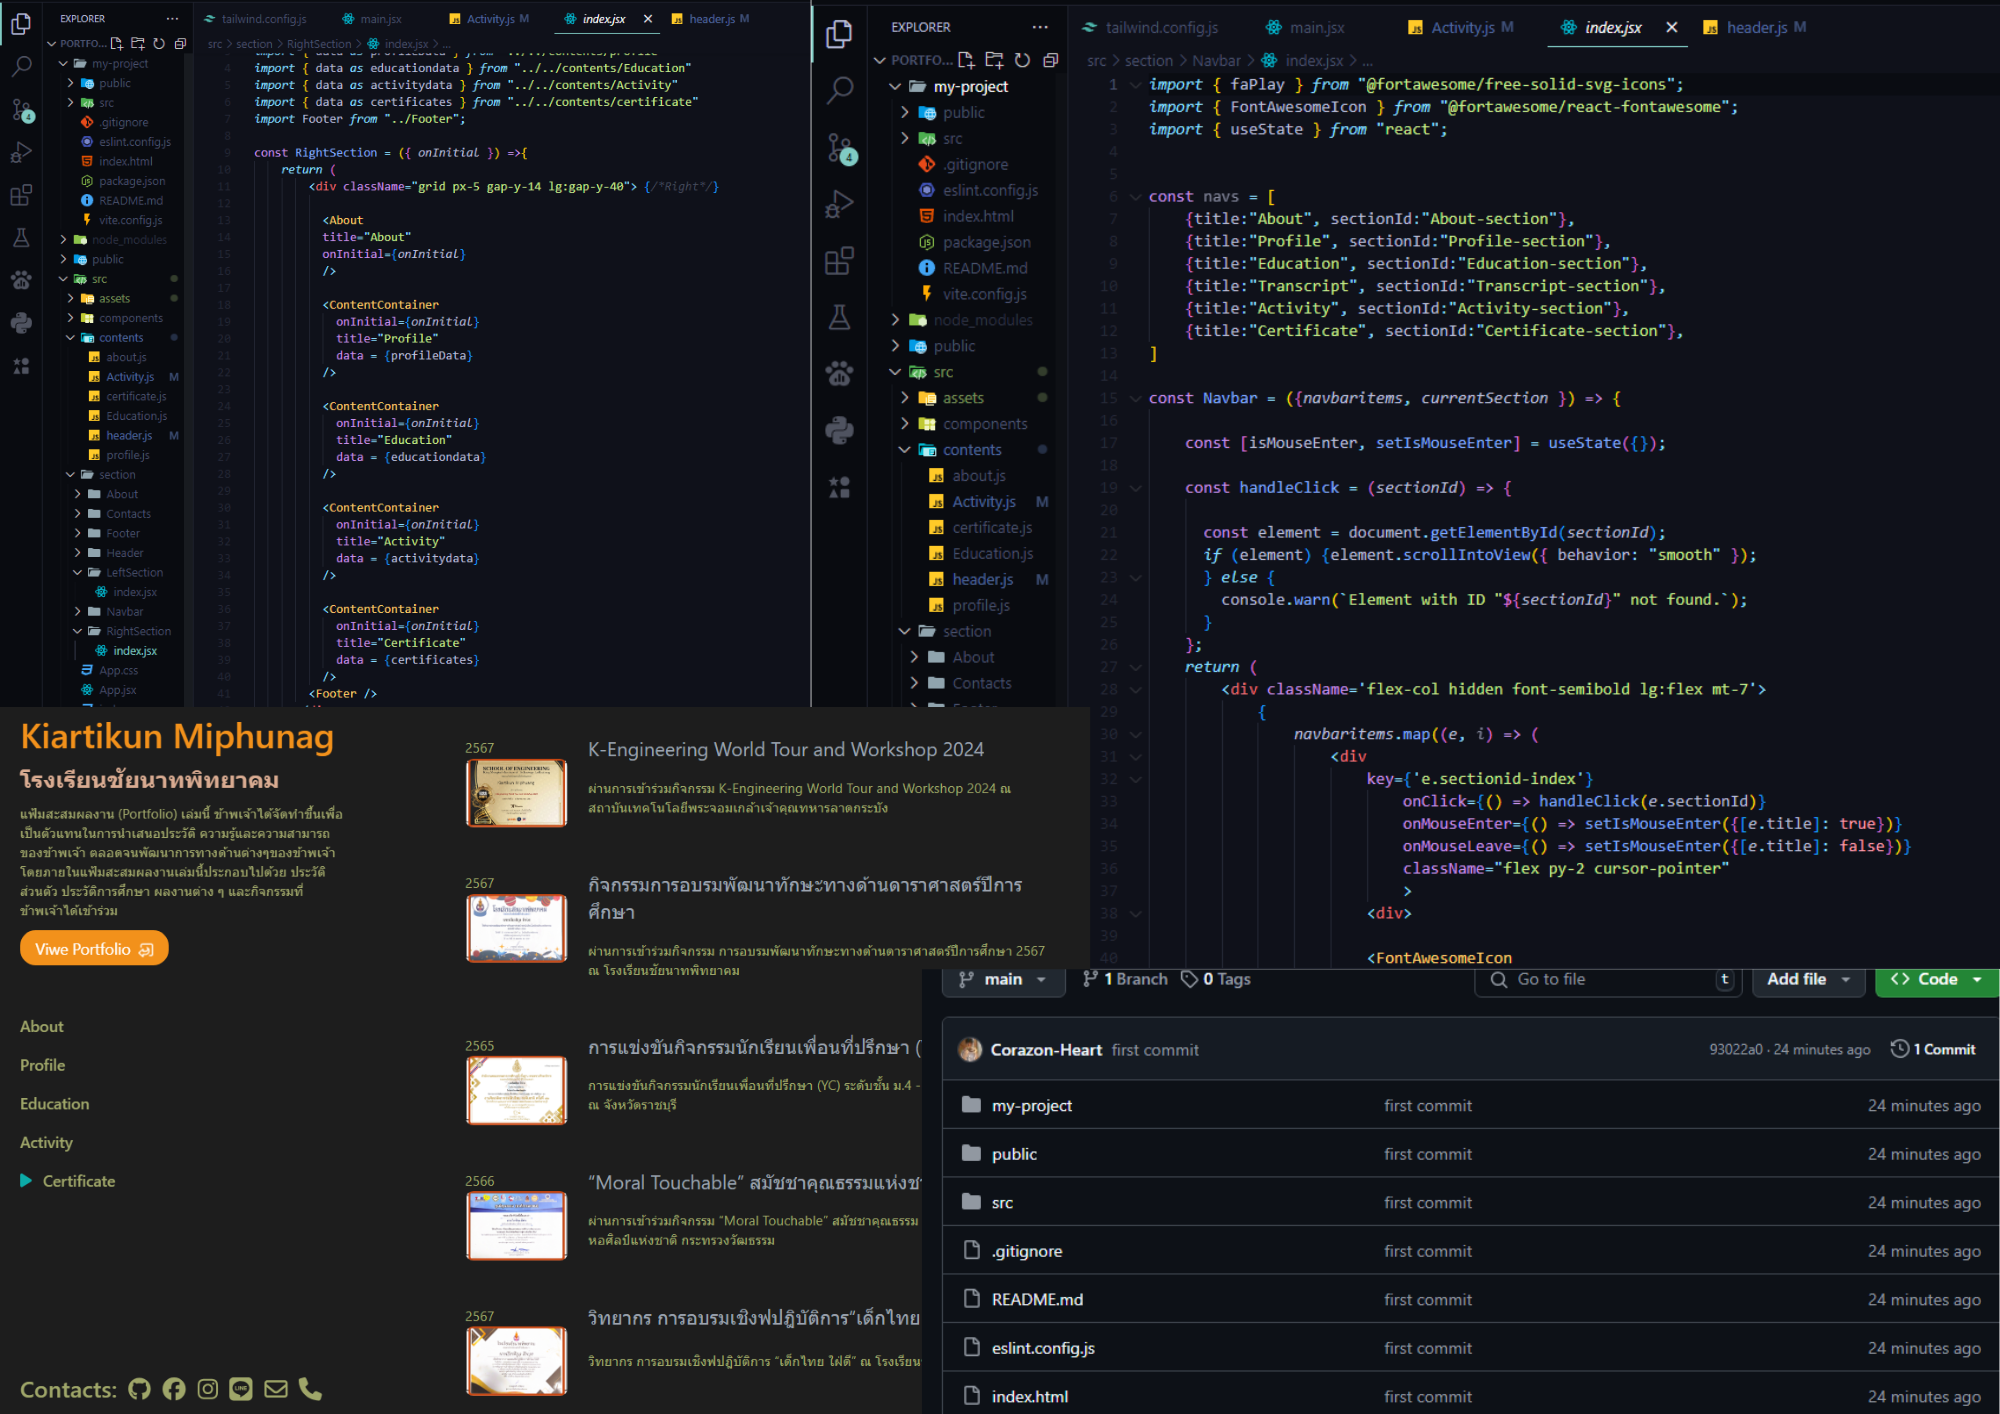 EXPLORER
PORTFO...
my-project
public
src
.gitignore
eslint.config.js
index.html
package.json
README.md
vite.config.js
node_modules
public
src
assets
components
contents
about.js
Activity.js M
certificate.js
Education.js
header.js M
profile.js
section
About
Contacts
Footer
Header
LeftSection
index.jsx
Navbar
RightSection
index.jsx
App.css
App.jsx
tailwind.config.js
main.jsx
Activity.js M
index.jsx
header.js M
src > section > RightSection > index.jsx > ...
4 import { data as educationdata } from "../../contents/Education"
5 import { data as activitydata } from "../../contents/Activity"
6 import { data as certificates } from "../../contents/certificate"
7 import Footer from "../Footer";
8
9 const RightSection = ({ onInitial }) =>{
10 return (
11 <div className="grid px-5 gap-y-14 lg:gap-y-40"> {/*Right*/}
12
13 <About
14 title="About"
15 onInitial={onInitial}
16 />
17
18 <ContentContainer
19 onInitial={onInitial}
20 title="Profile"
21 data = {profileData}
22 />
23
24 <ContentContainer
25 onInitial={onInitial}
26 title="Education"
27 data = {educationdata}
28 />
29
30 <ContentContainer
31 onInitial={onInitial}
32 title="Activity"
33 data = {activitydata}
34 />
35
36 <ContentContainer
37 onInitial={onInitial}
38 title="Certificate"
39 data = {certificates}
40 />
41 <Footer />
EXPLORER
PORTFO...
my-project
public
src
.gitignore
eslint.config.js
index.html
package.json
README.md
vite.config.js
node_modules
public
src
assets
components
contents
about.js
Activity.js M
certificate.js
Education.js
header.js M
profile.js
section
About
Contacts
4
tailwind.config.js
main.jsx
Activity.js M
index.jsx
header.js M
src > section > Navbar > index.jsx > ...
1 import { faPlay } from "@fortawesome/free-solid-svg-icons";
2 import { FontAwesomeIcon } from "@fortawesome/react-fontawesome";
3 import { useState } from "react";
4
5
6 const navs = [
7 {title:"About", sectionId:"About-section"},
8 {title:"Profile", sectionId:"Profile-section"},
9 {title:"Education", sectionId:"Education-section"},
10 {title:"Transcript", sectionId:"Transcript-section"},
11 {title:"Activity", sectionId:"Activity-section"},
12 {title:"Certificate", sectionId:"Certificate-section"},
13 ]
14
15 const Navbar = ({navbaritems, currentSection }) => {
16
17 const [isMouseEnter, setIsMouseEnter] = useState({});
18
19 const handleClick = (sectionId) => {
20
21 const element = document.getElementById(sectionId);
22 if (element) {element.scrollIntoView({ behavior: "smooth" });
23 } else {
24 console.warn(`Element with ID "${sectionId}" not found.`);
25 }
26 };
27 return (
28 <div className='flex-col hidden font-semibold lg:flex mt-7'>
29 {
30 navbaritems.map((e, i) => (
31 <div
32 key={'e.sectionid-index'}
33 onClick={() => handleClick(e.sectionId)}
34 onMouseEnter={() => setIsMouseEnter({[e.title]: true})}
35 onMouseLeave={() => setIsMouseEnter({[e.title]: false})}
36 className="flex py-2 cursor-pointer"
37 >
38 <div>
39
40 <FontAwesomeIcon
Kiartikun Miphunag
โรงเรียนชัยนาทพิทยาคม
แฟ้มสะสมผลงาน (Portfolio) เล่มนี้ ข้าพเจ้าได้จัดทำขึ้นเพื่อ
เป็นตัวแทนในการนำเสนอประวัติ ความรู้และความสามารถ
ของข้าพเจ้า ตลอดจนพัฒนาการทางด้านต่างๆของข้าพเจ้า
โดยภายในแฟ้มสะสมผลงานเล่มนี้ประกอบไปด้วย ประวัติ
ส่วนตัว ประวัติการศึกษา ผลงานต่าง ๆ และกิจกรรมที่
ข้าพเจ้าได้เข้าร่วม
Viwe Portfolio
About
Profile
Education
Activity
Certificate
Contacts:
2567
SCHOOL OF ENGINEERING
K-Engineering World Tour and Workshop 2024
ผ่านการเข้าร่วมกิจกรรม K-Engineering World Tour and Workshop 2024 ณ
สถาบันเทคโนโลยีพระจอมเกล้าเจ้าคุณทหารลาดกระบัง
2567
กิจกรรมการอบรมพัฒนาทักษะทางด้านดาราศาสตร์ปีการ
ศึกษา
ผ่านการเข้าร่วมกิจกรรม การอบรมพัฒนาทักษะทางด้านดาราศาสตร์ปีการศึกษา 2567
ณ โรงเรียนชัยนาทพิทยาคม
2565
การแข่งขันกิจกรรมนักเรียนเพื่อนที่ปรึกษา (
การแข่งขันกิจกรรมนักเรียนเพื่อนที่ปรึกษา (YC) ระดับชั้น ม.4 -
ณ จังหวัดราชบุรี
2566
“Moral Touchable” สมัชชาคุณธรรมแห่งช
ผ่านการเข้าร่วมกิจกรรม “Moral Touchable” สมัชชาคุณธรรม
หอศิลป์แห่งชาติ กระทรวงวัฒธรรม
2567
วิทยากร การอบรมเชิงฟปฎิบัติการ“เด็กไทย
วิทยากร การอบรมเชิงฟปฎิบัติการ “เด็กไทย ใฝ่ดี” ณ โรงเรียน
main
1 Branch
0 Tags
Go to file
t
Add file
Code
Corazon-Heart first commit
93022a0 · 24 minutes ago
1 Commit
my-project first commit 24 minutes ago
public first commit 24 minutes ago
src first commit 24 minutes ago
.gitignore first commit 24 minutes ago
README.md first commit 24 minutes ago
eslint.config.js first commit 24 minutes ago
index.html first commit 24 minutes ago